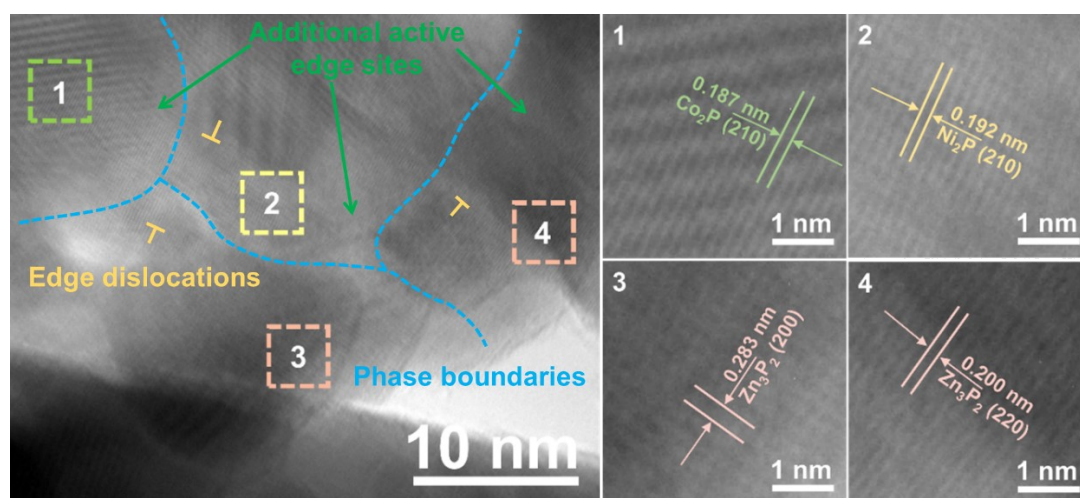 Additional active
edge sites
1
2
4
Edge dislocations
3
Phase boundaries
10 nm
1
0.187 nm
Co₂P (210)
1 nm
2
0.192 nm
Ni₂P (210)
1 nm
3
0.283 nm
Zn₃P₂ (200)
1 nm
4
0.200 nm
Zn₃P₂ (220)
1 nm